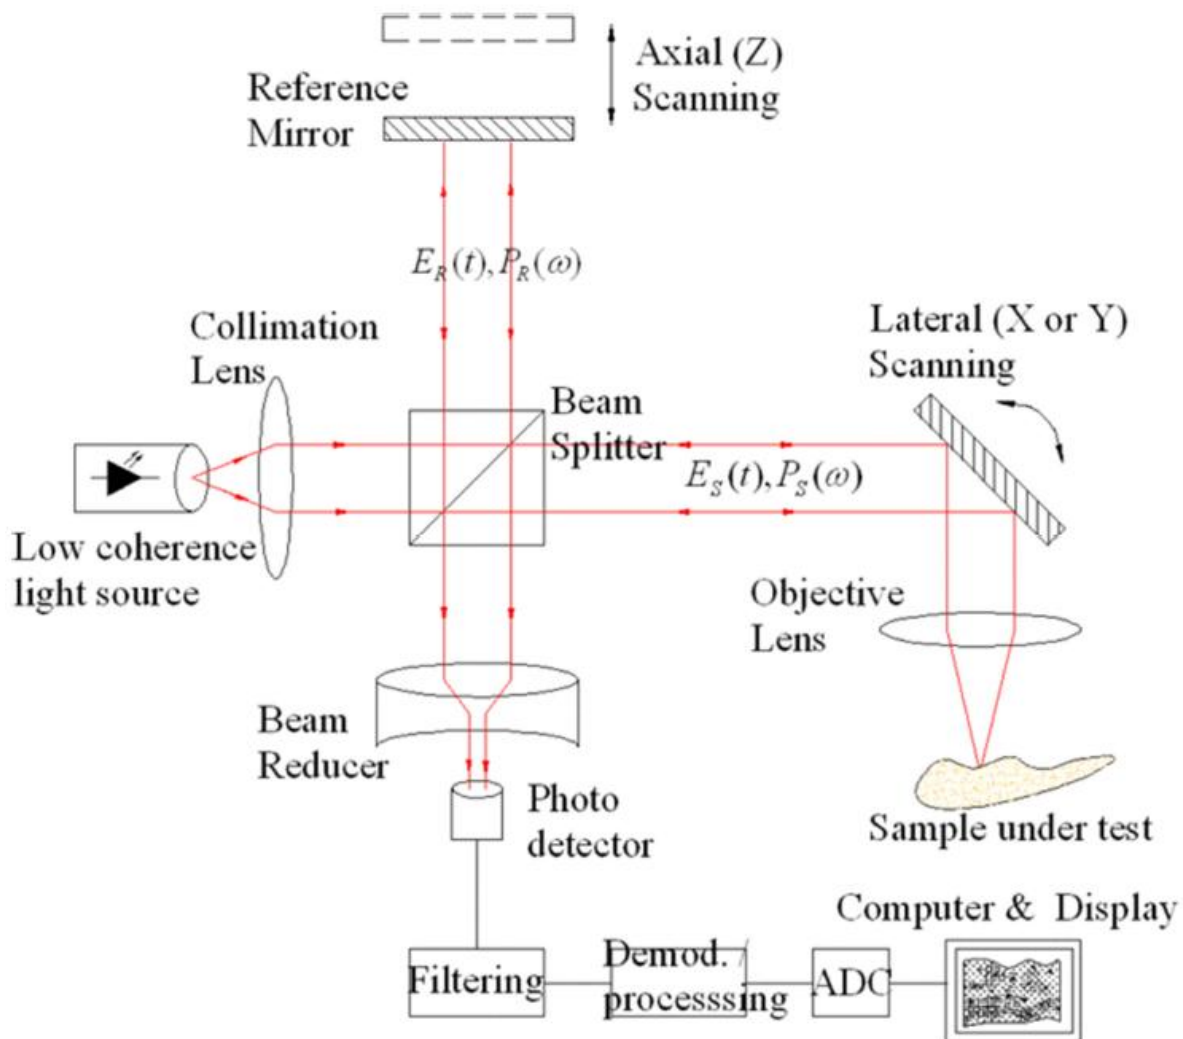 Axial (Z)
Scanning
Reference
Mirror
E_R(t), P_R(ω)
Collimation
Lens
Lateral (X or Y)
Scanning
Beam
Splitter
E_S(t), P_S(ω)
Low coherence
light source
Objective
Lens
Beam
Reducer
Photo
detector
Sample under test
Computer & Display
Filtering
Demod. /
processsing
ADC